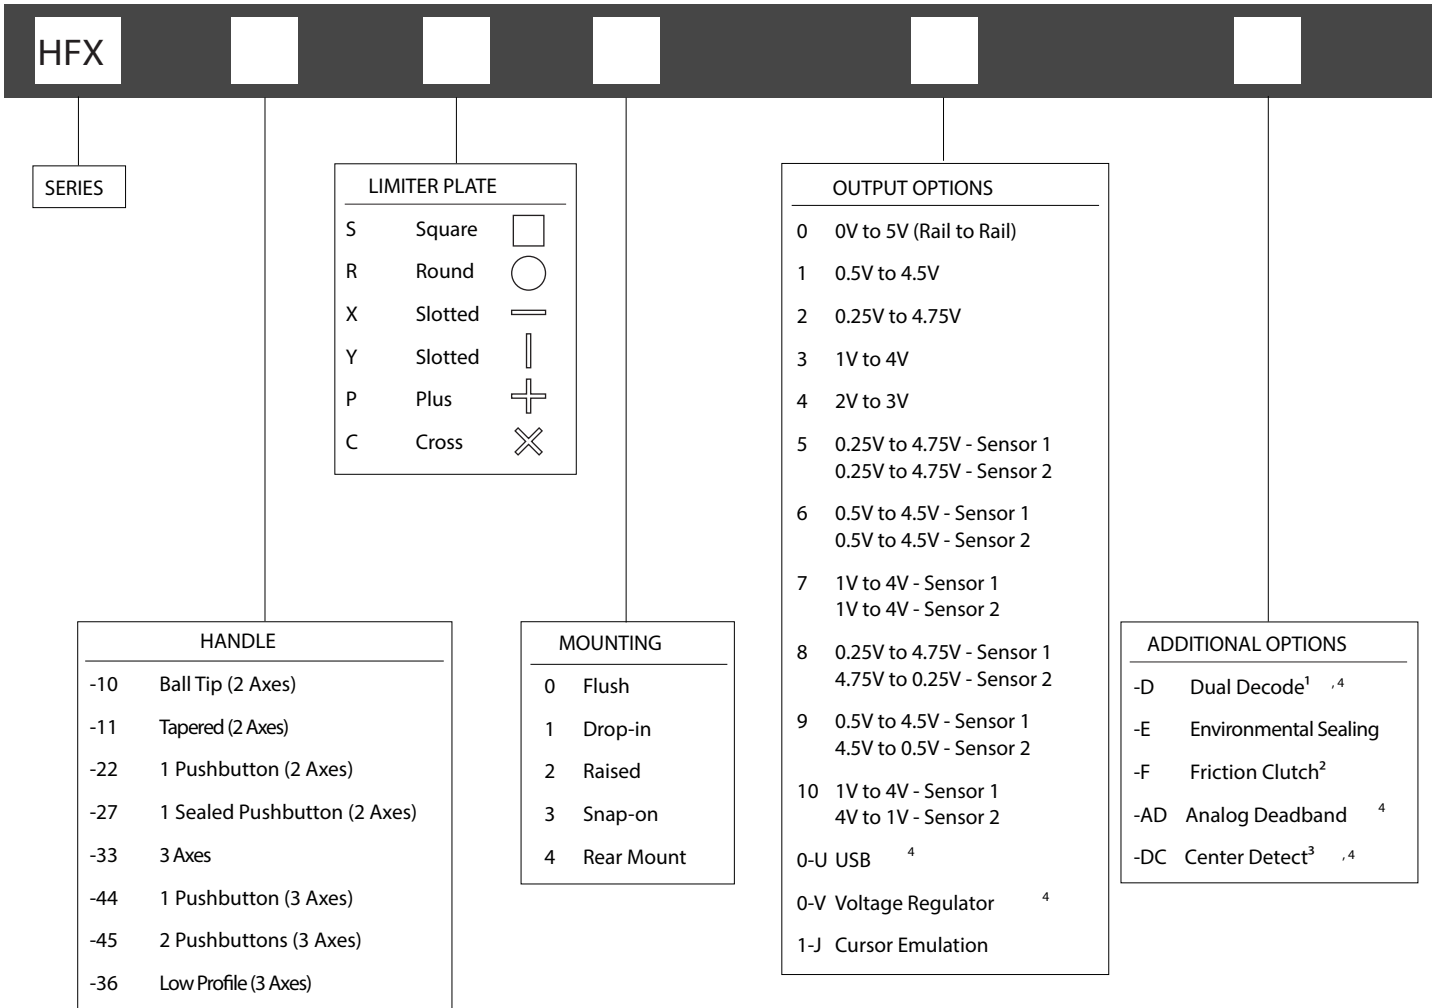 HFX
SERIES
LIMITER PLATE
S Square
R Round
X Slotted
Y Slotted
P Plus
C Cross
OUTPUT OPTIONS
0 0V to 5V (Rail to Rail)
1 0.5V to 4.5V
2 0.25V to 4.75V
3 1V to 4V
4 2V to 3V
5 0.25V to 4.75V - Sensor 1
0.25V to 4.75V - Sensor 2
6 0.5V to 4.5V - Sensor 1
0.5V to 4.5V - Sensor 2
7 1V to 4V - Sensor 1
1V to 4V - Sensor 2
8 0.25V to 4.75V - Sensor 1
4.75V to 0.25V - Sensor 2
9 0.5V to 4.5V - Sensor 1
4.5V to 0.5V - Sensor 2
10 1V to 4V - Sensor 1
4V to 1V - Sensor 2
0-U USB 4
0-V Voltage Regulator 4
1-J Cursor Emulation
HANDLE
-10 Ball Tip (2 Axes)
-11 Tapered (2 Axes)
-22 1 Pushbutton (2 Axes)
-27 1 Sealed Pushbutton (2 Axes)
-33 3 Axes
-44 1 Pushbutton (3 Axes)
-45 2 Pushbuttons (3 Axes)
-36 Low Profile (3 Axes)
MOUNTING
0 Flush
1 Drop-in
2 Raised
3 Snap-on
4 Rear Mount
ADDITIONAL OPTIONS
-D Dual Decode¹ ,4
-E Environmental Sealing
-F Friction Clutch²
-AD Analog Deadband 4
-DC Center Detect³ ,4